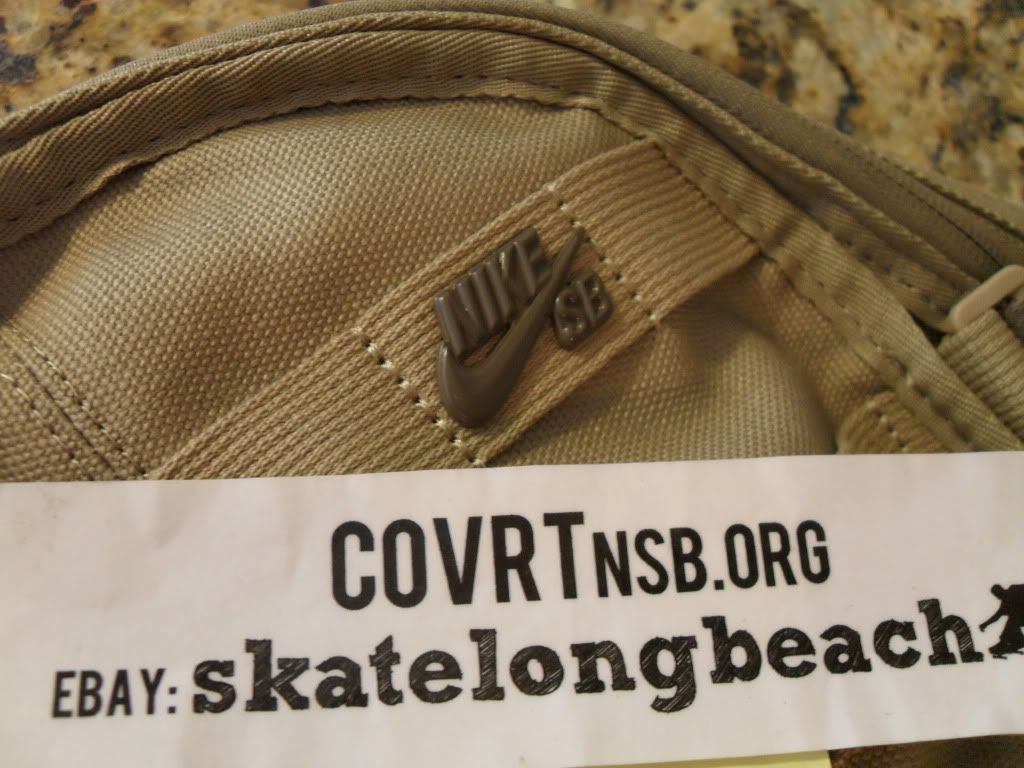 NIKE
SB
COVRTNSB.ORG
EBAY: skatelongbeach